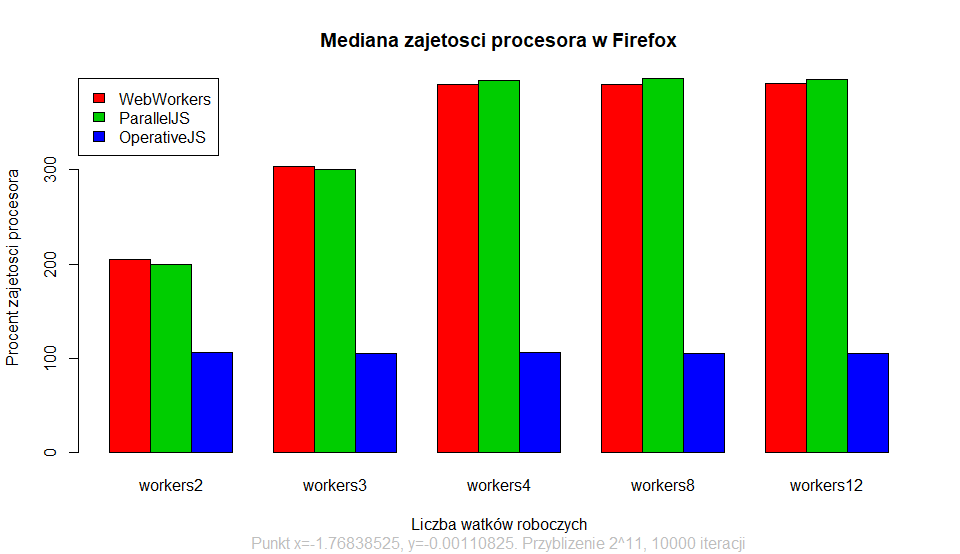 Mediana zajetosci procesora w Firefox
WebWorkers
ParallelJS
OperativeJS
Procent zajetosci procesora
300
200
100
0
workers2
workers3
workers4
workers8
workers12
Liczba watków roboczych
Punkt x=-1.76838525, y=-0.00110825. Przyblizenie 2^11, 10000 iteracji